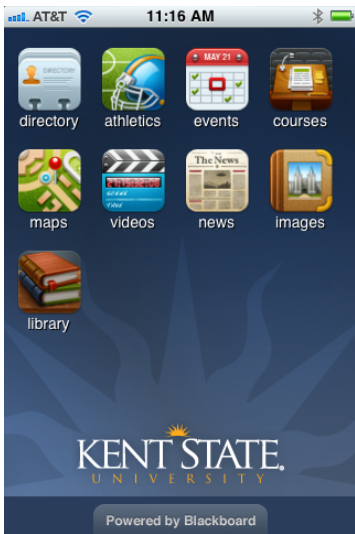 AT&T 11:16 AM
DIRECTORY
MAY 21
directory athletics events courses
The News
maps videos news images
library
KENT STATE.
UNIVERSITY
Powered by Blackboard